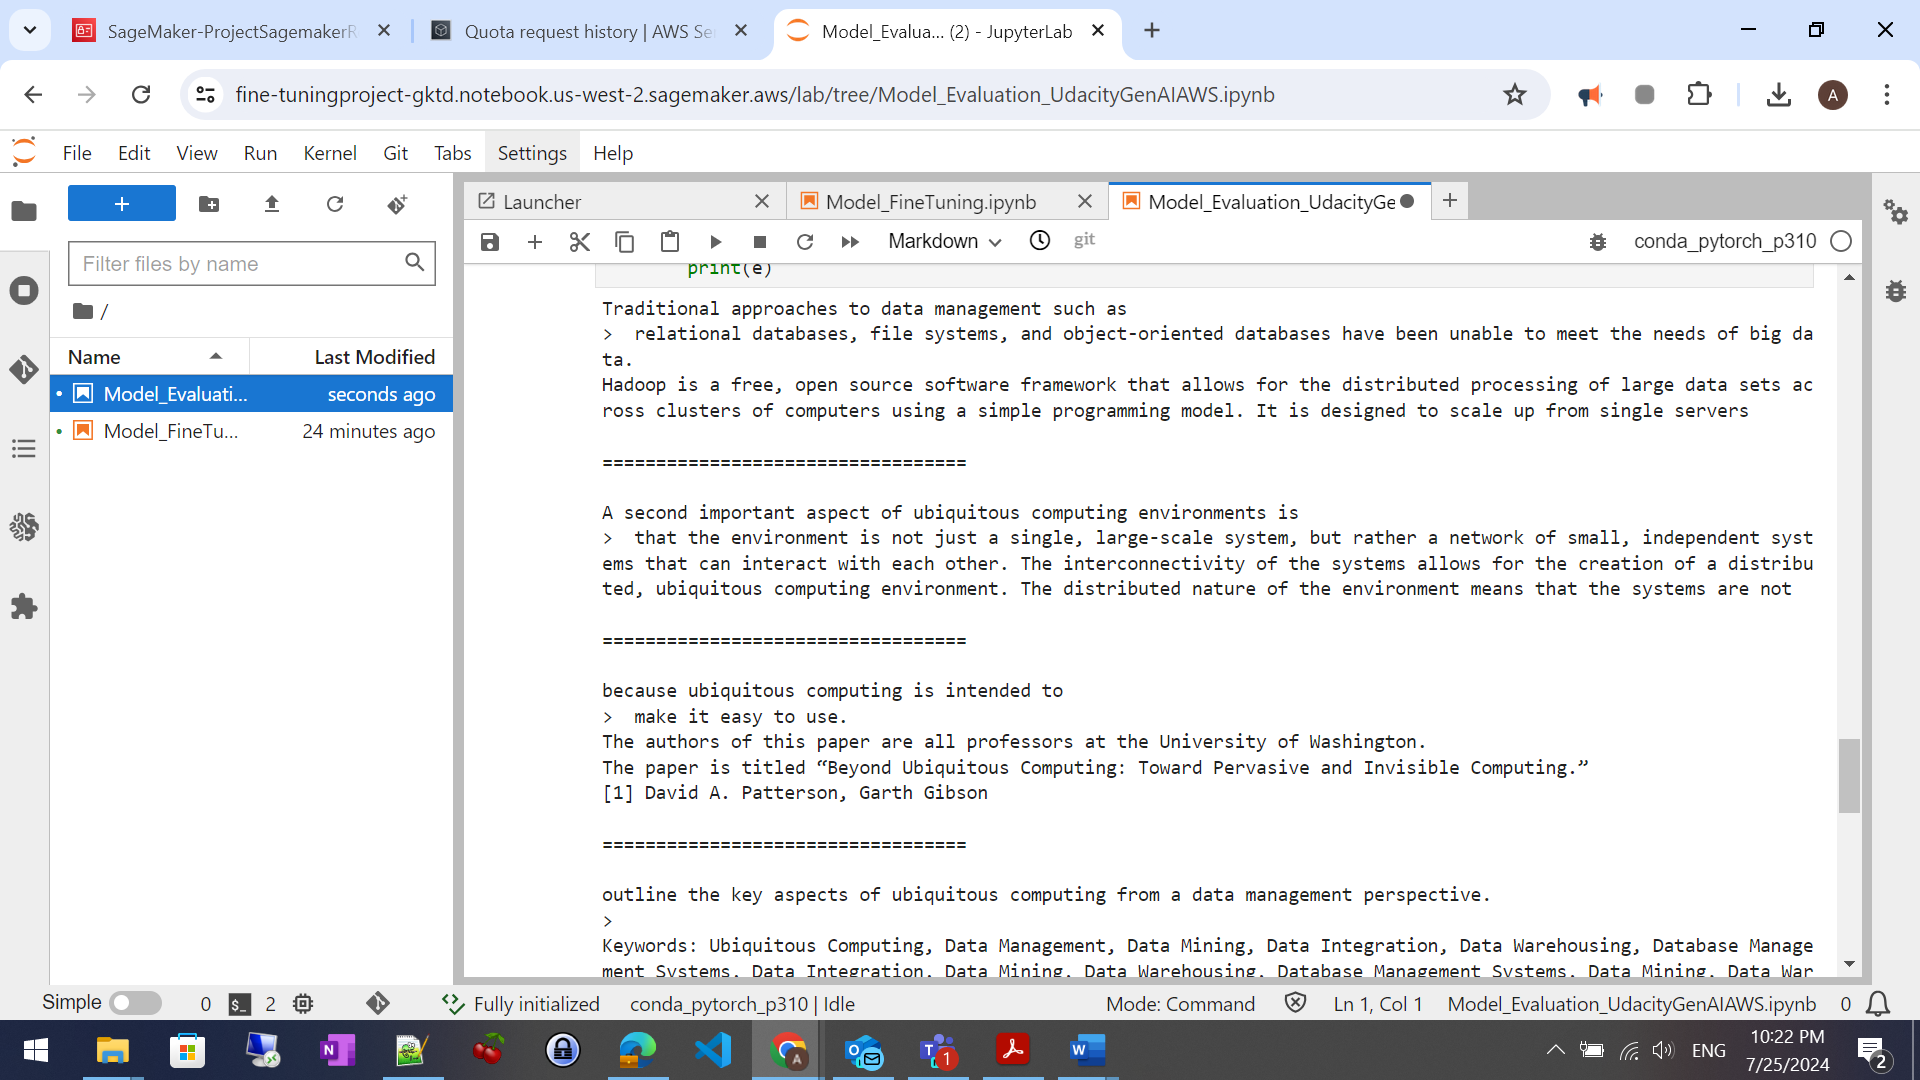 SageMaker-ProjectSagemakerR
Quota request history | AWS Se
Model_Evalua... (2) - JupyterLab
fine-tuningproject-gktd.notebook.us-west-2.sagemaker.aws/lab/tree/Model_Evaluation_UdacityGenAIAWS.ipynb
A
File Edit View Run Kernel Git Tabs Settings Help
Launcher
Model_FineTuning.ipynb
Model_Evaluation_UdacityGe
Markdown
git
conda_pytorch_p310
Filter files by name
/
Name Last Modified
Model_Evaluati... seconds ago
Model_FineTu... 24 minutes ago
print(e)
Traditional approaches to data management such as
>  relational databases, file systems, and object-oriented databases have been unable to meet the needs of big da
ta.
Hadoop is a free, open source software framework that allows for the distributed processing of large data sets ac
ross clusters of computers using a simple programming model. It is designed to scale up from single servers
==================================
A second important aspect of ubiquitous computing environments is
>  that the environment is not just a single, large-scale system, but rather a network of small, independent syst
ems that can interact with each other. The interconnectivity of the systems allows for the creation of a distribu
ted, ubiquitous computing environment. The distributed nature of the environment means that the systems are not
==================================
because ubiquitous computing is intended to
>  make it easy to use.
The authors of this paper are all professors at the University of Washington.
The paper is titled “Beyond Ubiquitous Computing: Toward Pervasive and Invisible Computing.”
[1] David A. Patterson, Garth Gibson
==================================
outline the key aspects of ubiquitous computing from a data management perspective.
>
Keywords: Ubiquitous Computing, Data Management, Data Mining, Data Integration, Data Warehousing, Database Manage
ment Systems, Data Integration, Data Mining, Data Warehousing, Database Management Systems, Data Mining, Data War
Simple 0 $_ 2 Fully initialized conda_pytorch_p310 | Idle Mode: Command Ln 1, Col 1 Model_Evaluation_UdacityGenAIAWS.ipynb 0
ENG
10:22 PM
7/25/2024
2